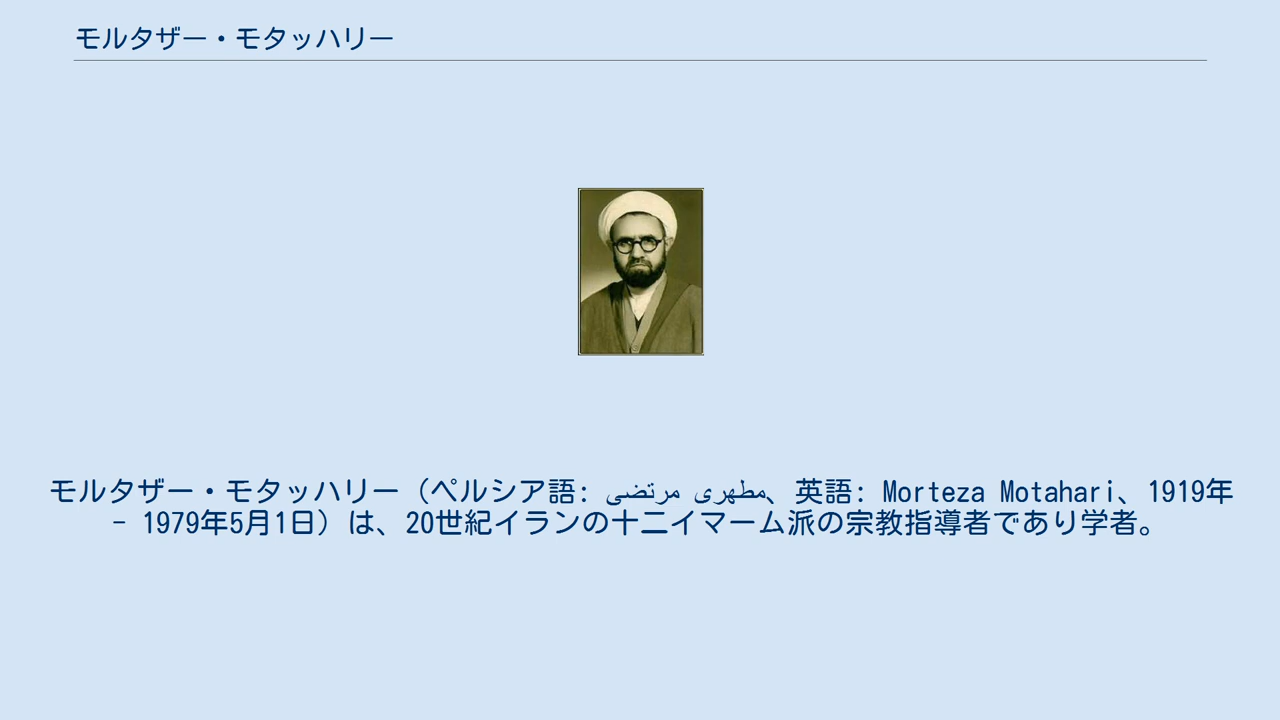 モルタザー・モタッハリー
モルタザー・モタッハリー（ペルシア語: مطهری مرتضی、英語: Morteza Motahari、1919年
- 1979年5月1日）は、20世紀イランの十二イマーム派の宗教指導者であり学者。